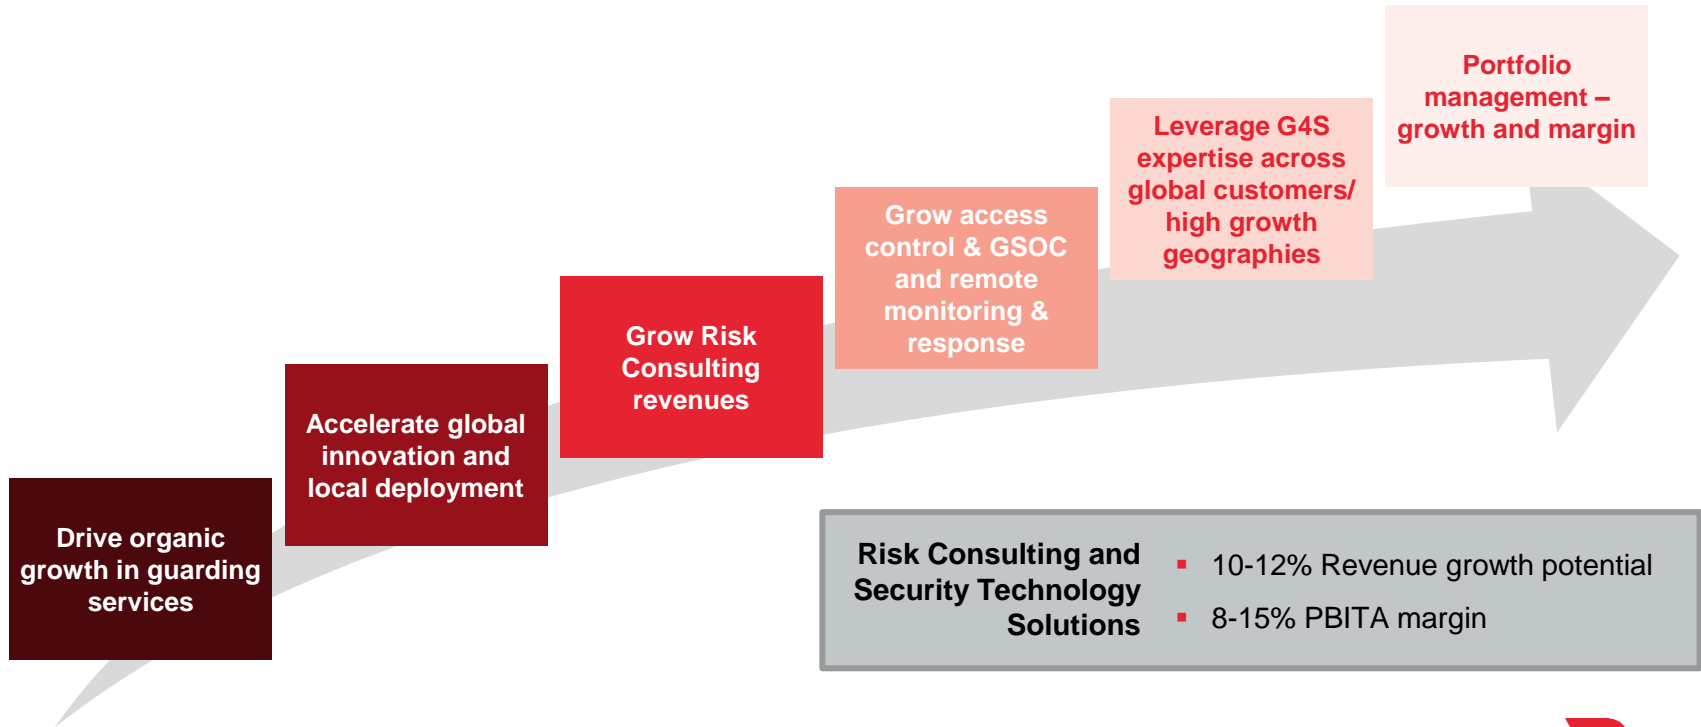 Portfolio
management –
growth and margin
Leverage G4S
expertise across
global customers/
high growth
geographies
Grow access
control & GSOC
and remote
monitoring &
response
Grow Risk
Consulting
revenues
Accelerate global
innovation and
local deployment
Drive organic
growth in guarding
services
Risk Consulting and
Security Technology
Solutions
▪ 10-12% Revenue growth potential
▪ 8-15% PBITA margin